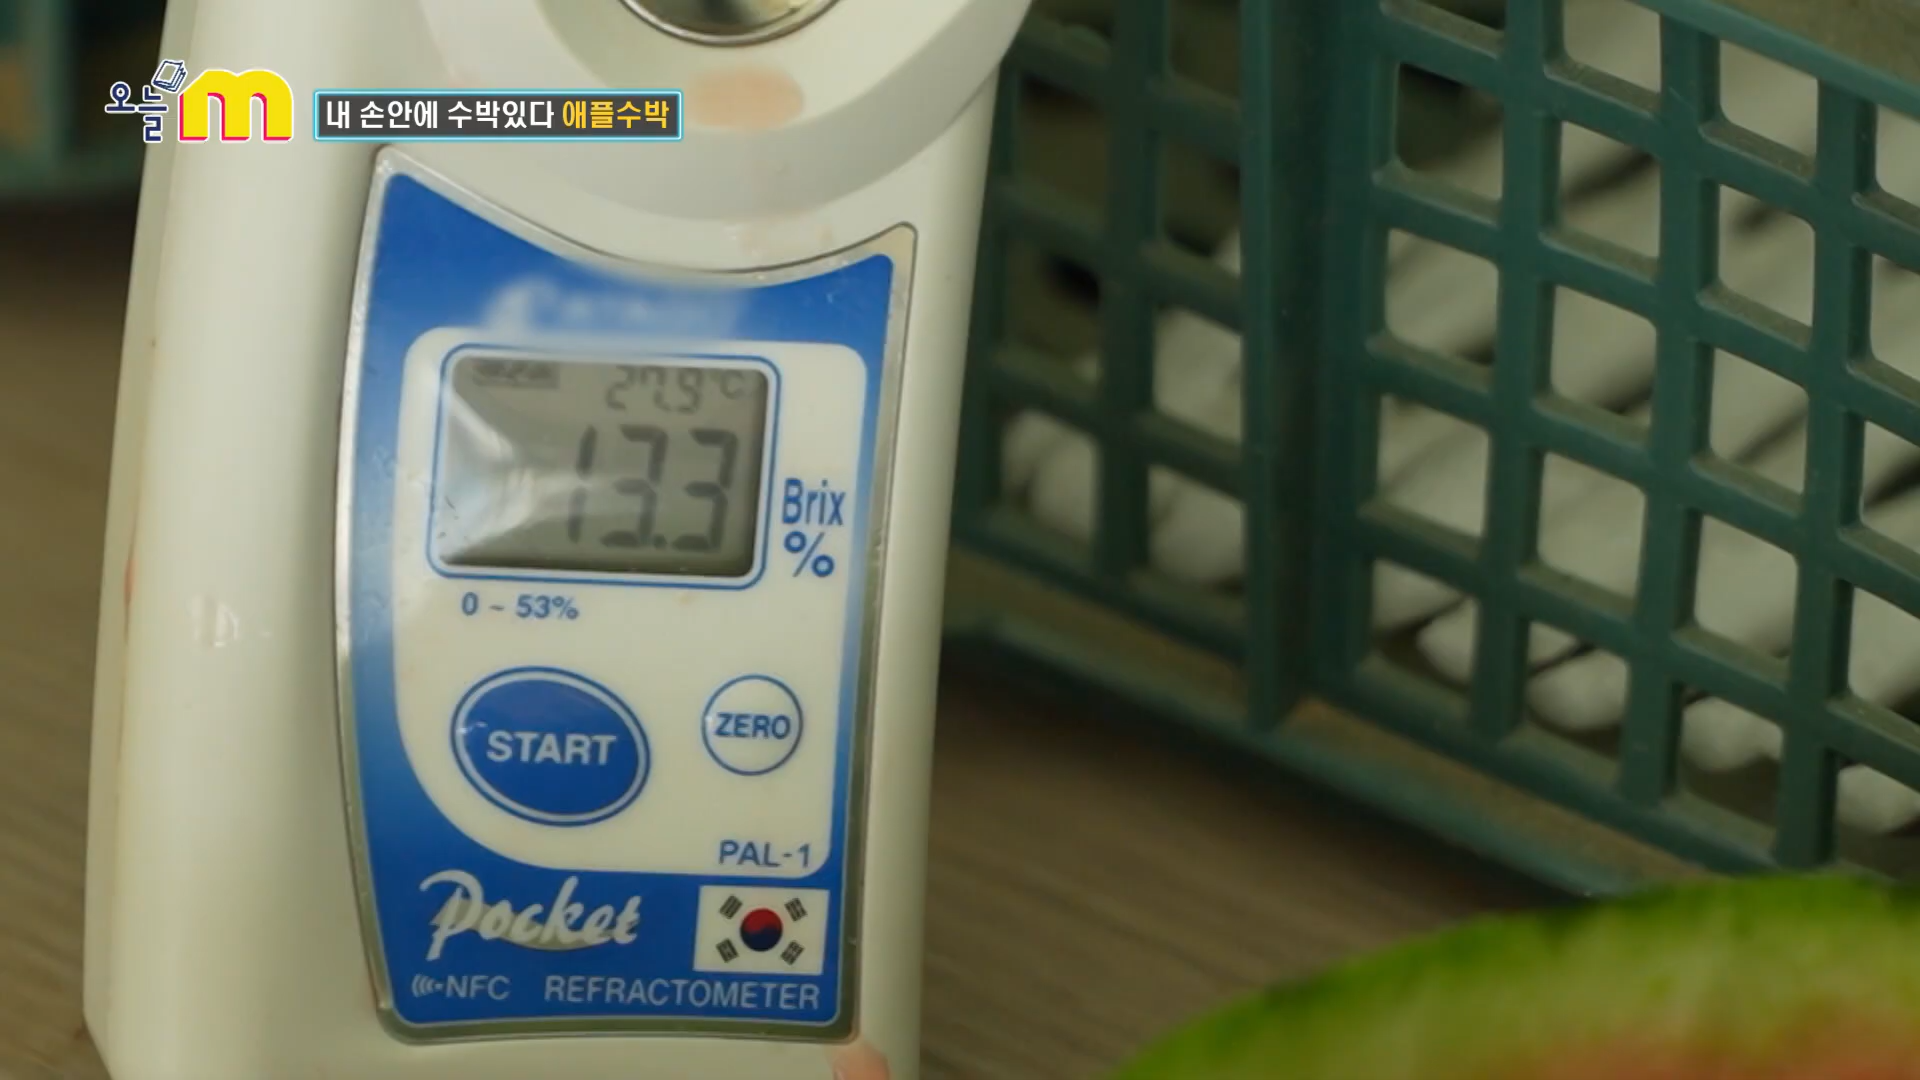 오늘 m
내 손안에 수박있다 애플수박
27.9℃
13.3
Brix
%
0 ~ 53%
START
ZERO
PAL-1
Pocket
NFC REFRACTOMETER